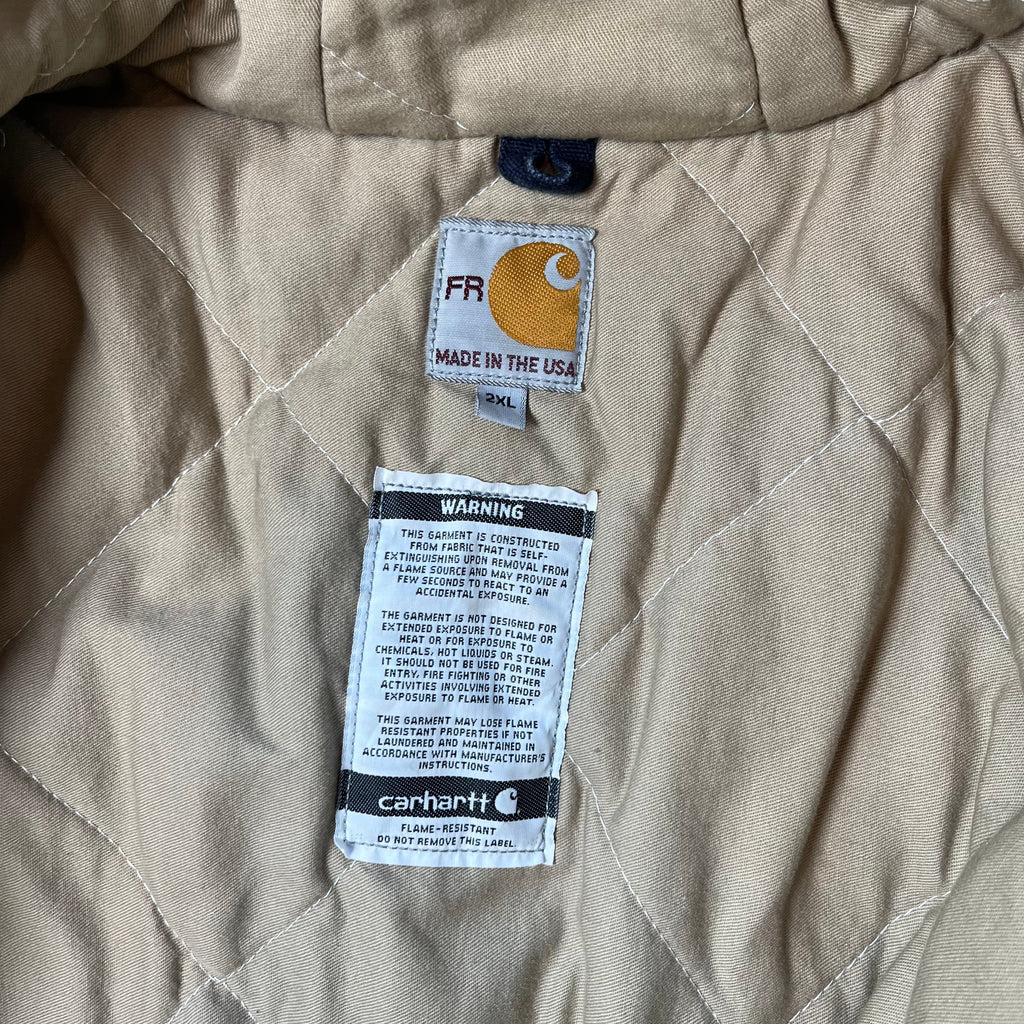 FR
MADE IN THE USA
2XL
WARNING
THIS GARMENT IS CONSTRUCTED
FROM FABRIC THAT IS SELF-
EXTINGUISHING UPON REMOVAL FROM
A FLAME SOURCE AND MAY PROVIDE A
FEW SECONDS TO REACT TO AN
ACCIDENTAL EXPOSURE.
THE GARMENT IS NOT DESIGNED FOR
EXTENDED EXPOSURE TO FLAME OR
HEAT OR FOR EXPOSURE TO
CHEMICALS, HOT LIQUIDS OR STEAM.
IT SHOULD NOT BE USED FOR FIRE
ENTRY, FIRE FIGHTING OR OTHER
ACTIVITIES INVOLVING EXTENDED
EXPOSURE TO FLAME OR HEAT.
THIS GARMENT MAY LOSE FLAME
RESISTANT PROPERTIES IF NOT
LAUNDERED AND MAINTAINED IN
ACCORDANCE WITH MANUFACTURER'S
INSTRUCTIONS.
carhartt
FLAME-RESISTANT
DO NOT REMOVE THIS LABEL.